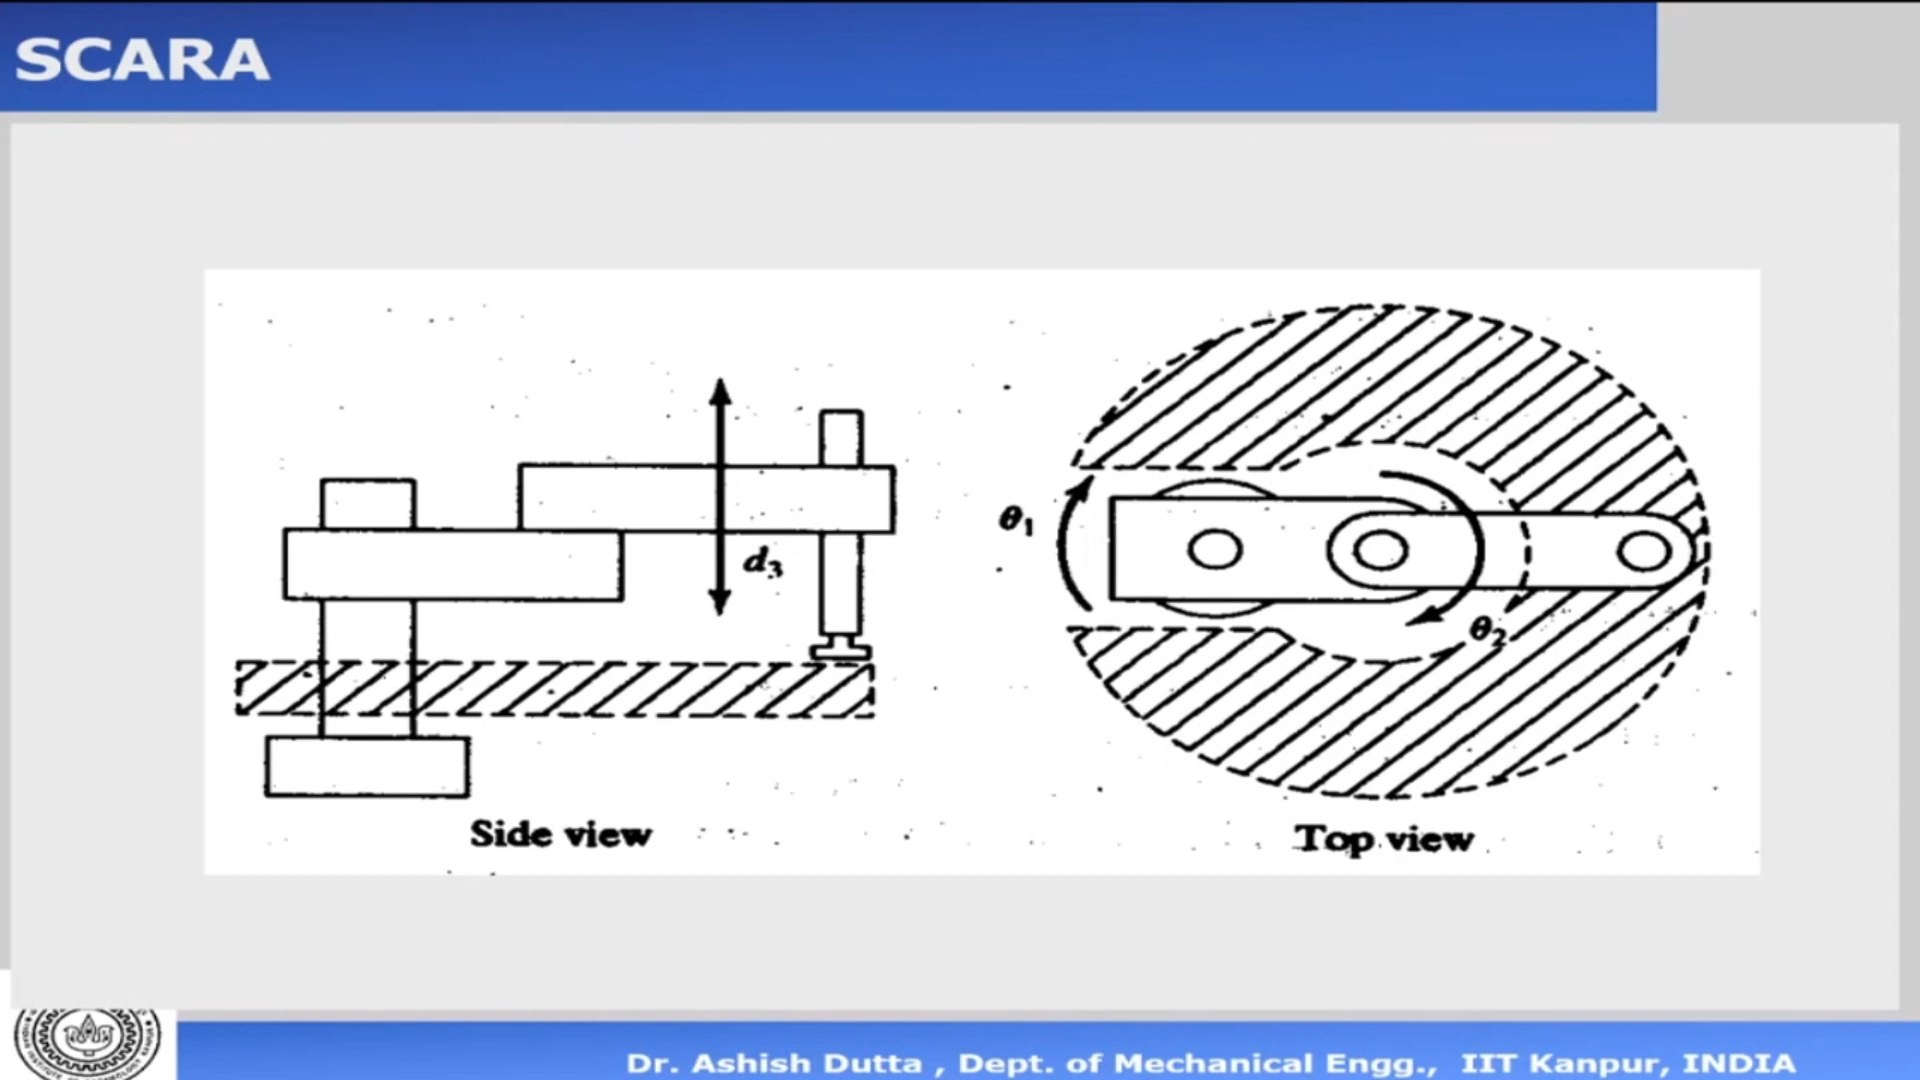 SCARA
d₃
θ₁
θ₂
Side view
Top view
Dr. Ashish Dutta , Dept. of Mechanical Engg., IIT Kanpur, INDIA